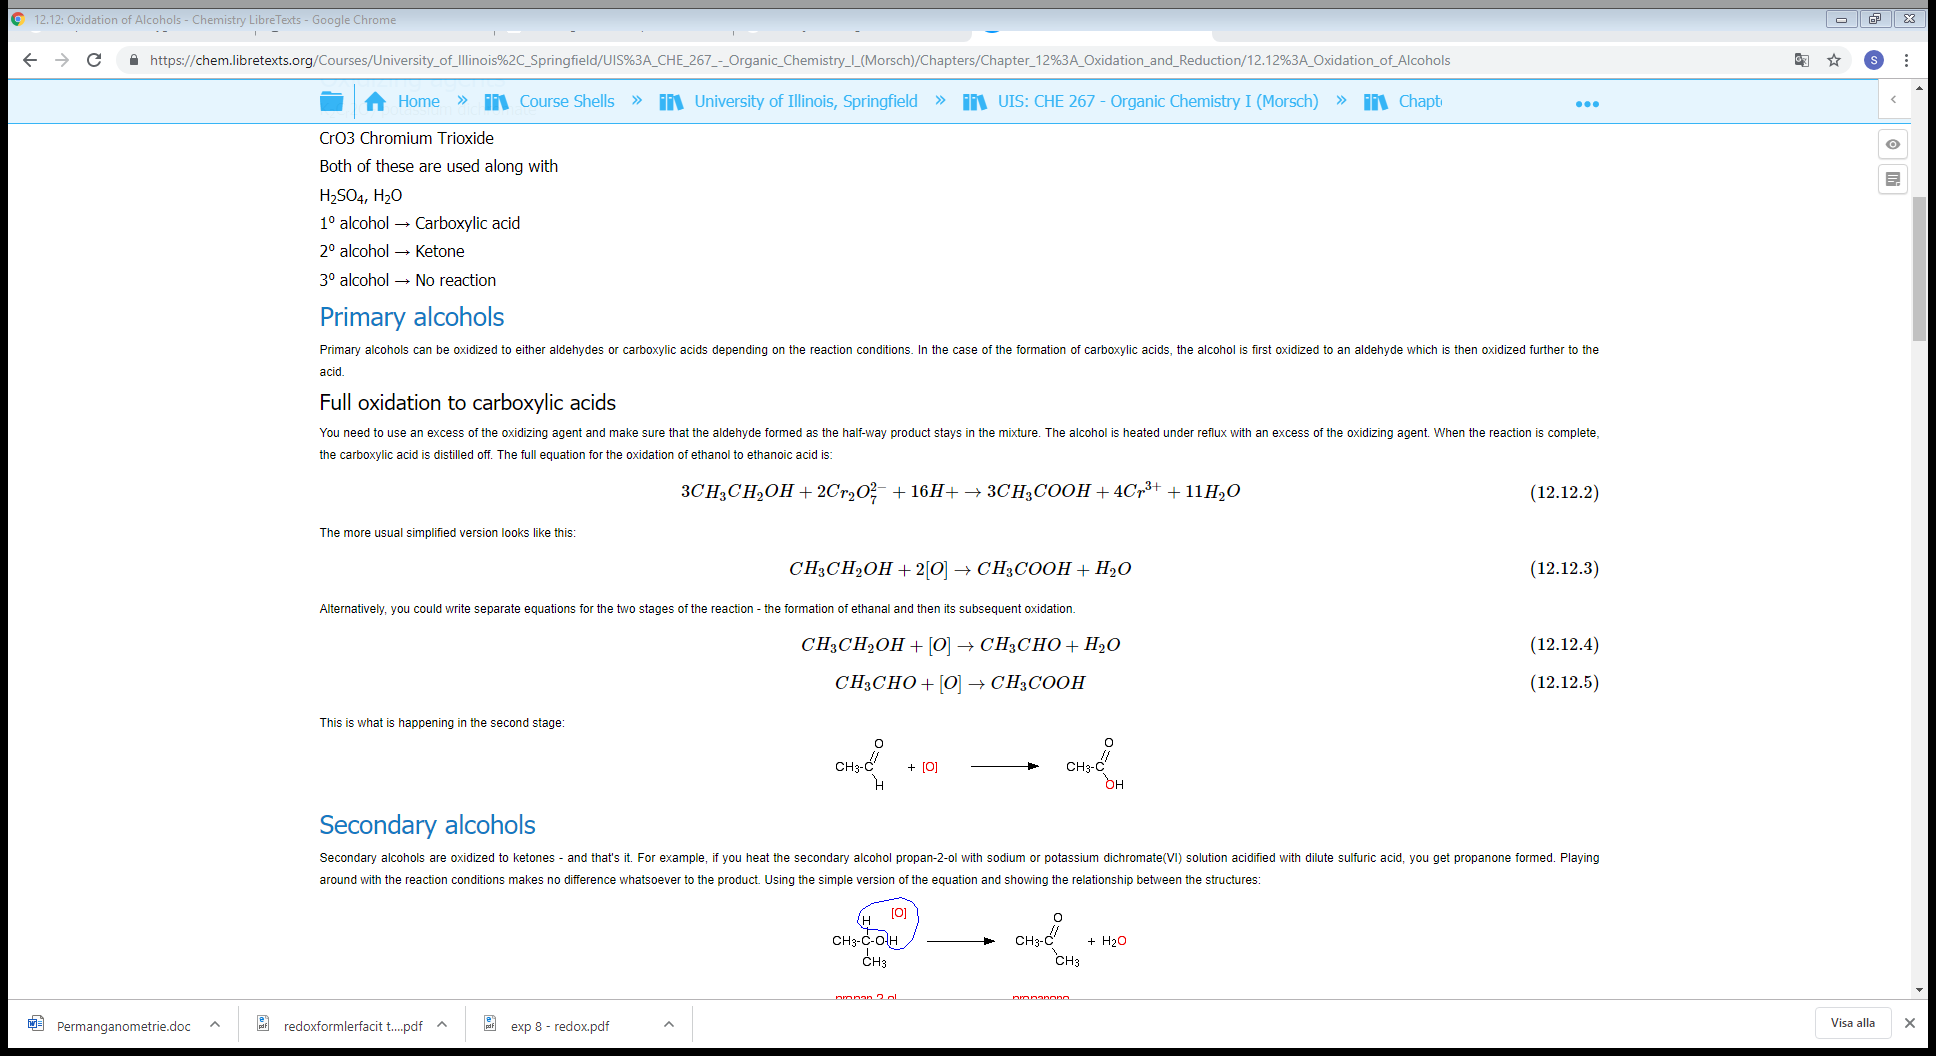 12.12: Oxidation of Alcohols - Chemistry LibreTexts - Google Chrome
https://chem.libretexts.org/Courses/University_of_Illinois%2C_Springfield/UIS%3A_CHE_267_-_Organic_Chemistry_I_(Morsch)/Chapters/Chapter_12%3A_Oxidation_and_Reduction/12.12%3A_Oxidation_of_Alcohols
S
Home » Course Shells » University of Illinois, Springfield » UIS: CHE 267 - Organic Chemistry I (Morsch) » Chapt
CrO3 Chromium Trioxide
Both of these are used along with
H₂SO₄, H₂O
1º alcohol → Carboxylic acid
2º alcohol → Ketone
3º alcohol → No reaction
Primary alcohols
Primary alcohols can be oxidized to either aldehydes or carboxylic acids depending on the reaction conditions. In the case of the formation of carboxylic acids, the alcohol is first oxidized to an aldehyde which is then oxidized further to the
acid.
Full oxidation to carboxylic acids
You need to use an excess of the oxidizing agent and make sure that the aldehyde formed as the half-way product stays in the mixture. The alcohol is heated under reflux with an excess of the oxidizing agent. When the reaction is complete,
the carboxylic acid is distilled off. The full equation for the oxidation of ethanol to ethanoic acid is:
3CH₃CH₂OH + 2Cr₂O₇²⁻ + 16H+ → 3CH₃COOH + 4Cr³⁺ + 11H₂O (12.12.2)
The more usual simplified version looks like this:
CH₃CH₂OH + 2[O] → CH₃COOH + H₂O (12.12.3)
Alternatively, you could write separate equations for the two stages of the reaction - the formation of ethanal and then its subsequent oxidation.
CH₃CH₂OH + [O] → CH₃CHO + H₂O (12.12.4)
CH₃CHO + [O] → CH₃COOH (12.12.5)
This is what is happening in the second stage:
O O
CH₃-C + [O] CH₃-C
H OH
Secondary alcohols
Secondary alcohols are oxidized to ketones - and that's it. For example, if you heat the secondary alcohol propan-2-ol with sodium or potassium dichromate(VI) solution acidified with dilute sulfuric acid, you get propanone formed. Playing
around with the reaction conditions makes no difference whatsoever to the product. Using the simple version of the equation and showing the relationship between the structures:
H [O] O
CH₃-C-O-H CH₃-C + H₂O
CH₃ CH₃
propan-2-ol propanone
Permanganometrie.doc redoxformlerfacit t....pdf exp 8 - redox.pdf Visa alla